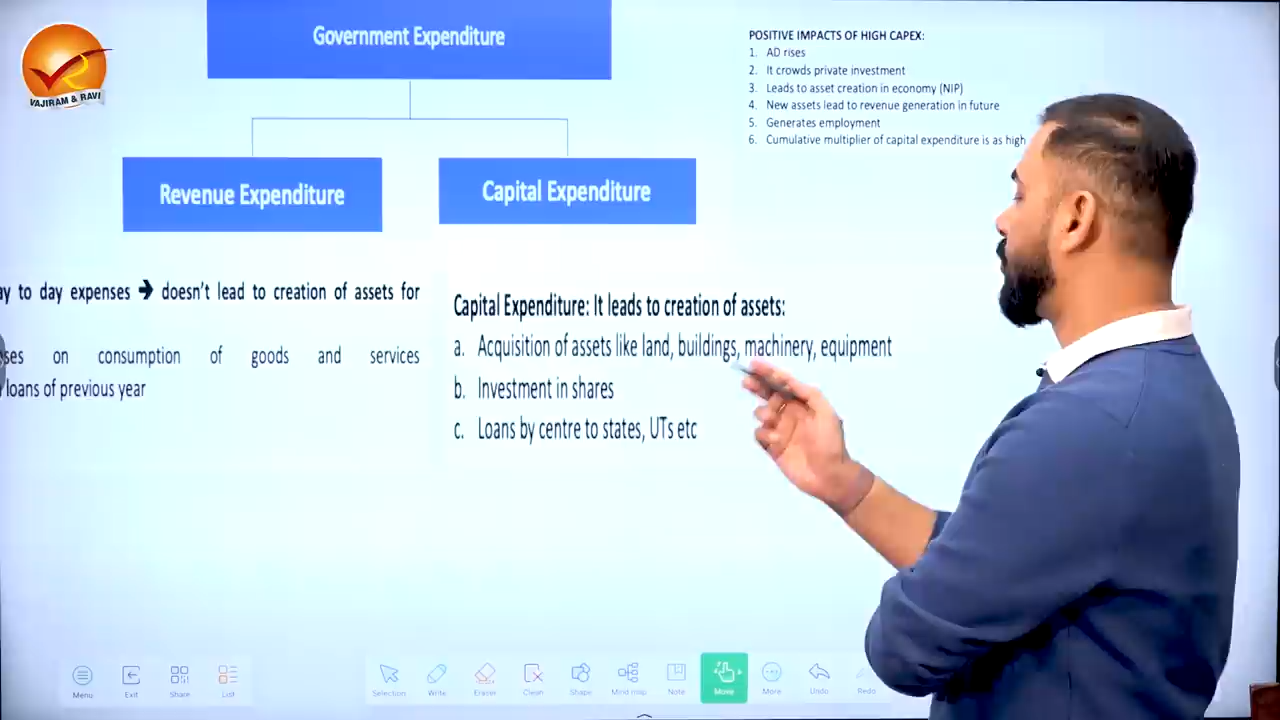 Government Expenditure
VAJIRAM & RAVI
POSITIVE IMPACTS OF HIGH CAPEX:
1. AD rises
2. It crowds private investment
3. Leads to asset creation in economy (NIP)
4. New assets lead to revenue generation in future
5. Generates employment
6. Cumulative multiplier of capital expenditure is as high
Revenue Expenditure
Capital Expenditure
to day expenses → doesn't lead to creation of assets for
on consumption of goods and services
loans of previous year
Capital Expenditure: It leads to creation of assets:
a. Acquisition of assets like land, buildings, machinery, equipment
b. Investment in shares
c. Loans by centre to states, UTs etc
Menu
Exit
Share
List
Selection
Write
Eraser
Clean
Shape
Mind map
Note
Move
More
Undo
Redo